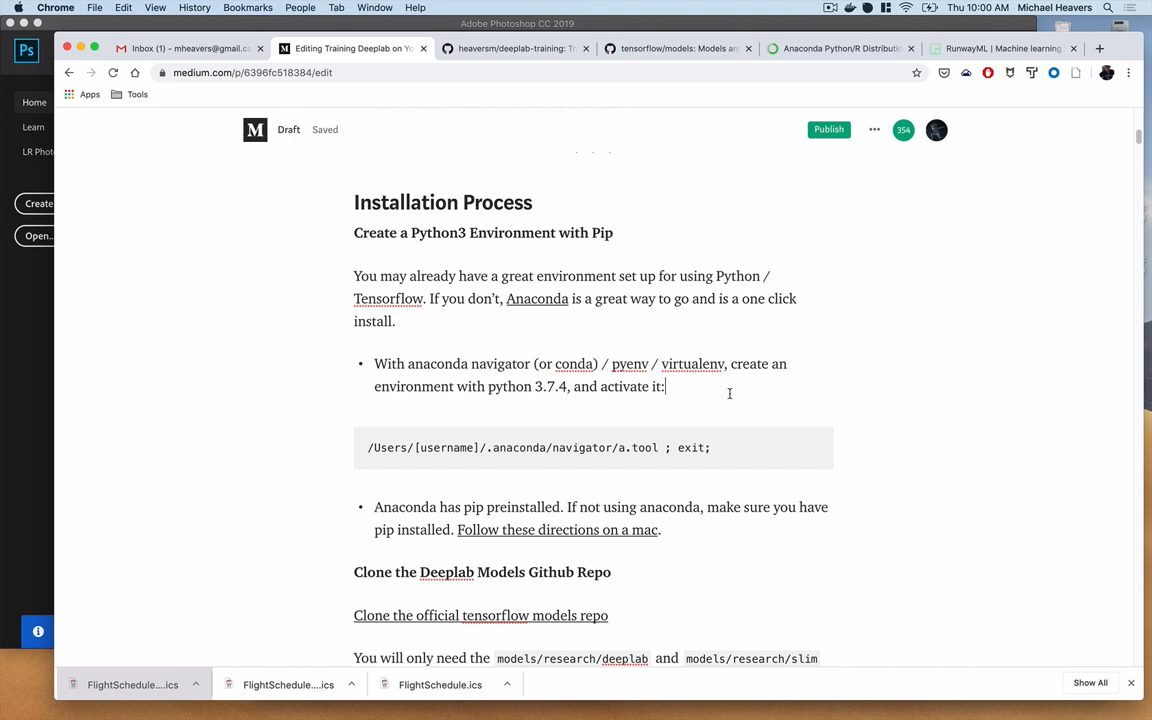 Chrome File Edit View History Bookmarks People Tab Window Help Thu 10:00 AM Michael Heavers
Adobe Photoshop CC 2019
Ps
Home
Learn
LR Phot
Create
Open..
Inbox (10) - mheavers@gmail.co
Editing Training Deeplab on Yo
heaversm/deeplab-training: Tr
tensorflow/models: Models an
Anaconda Python/R Distributio
RunwayML | Machine learning
medium.com/p/6396fc518384/edit
Apps Tools
M Draft Saved Publish 354
Installation Process
Create a Python3 Environment with Pip
You may already have a great environment set up for using Python /
Tensorflow. If you don’t, Anaconda is a great way to go and is a one click
install.
• With anaconda navigator (or conda) / pyenv / virtualenv, create an
environment with python 3.7.4, and activate it:
/Users/[username]/.anaconda/navigator/a.tool ; exit;
• Anaconda has pip preinstalled. If not using anaconda, make sure you have
pip installed. Follow these directions on a mac.
Clone the Deeplab Models Github Repo
Clone the official tensorflow models repo
You will only need the models/research/deeplab and models/research/slim
FlightSchedule....ics
FlightSchedule....ics
FlightSchedule.ics
Show All